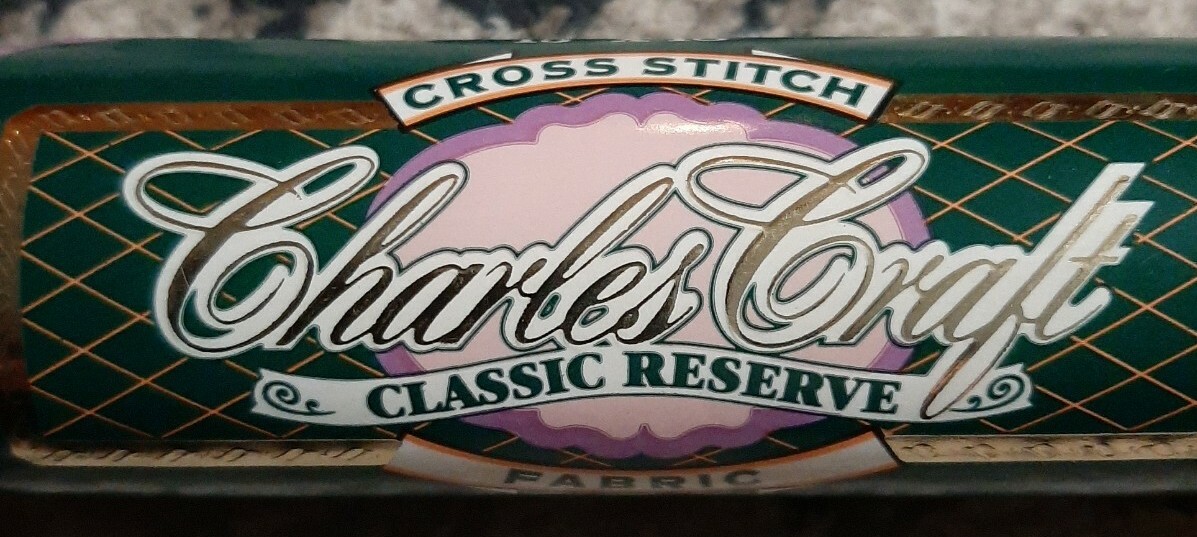 CROSS STITCH
Charles Craft
CLASSIC RESERVE
FABRIC